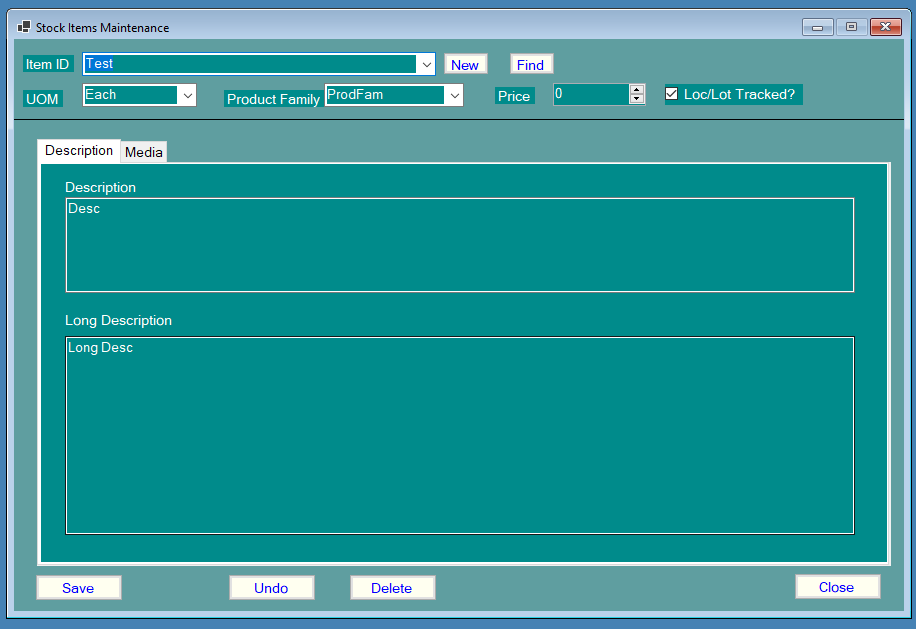 Stock Items Maintenance
Item ID Test New Find
UOM Each Product Family ProdFam Price 0 Loc/Lot Tracked?
Description Media
Description
Desc
Long Description
Long Desc
Save Undo Delete Close